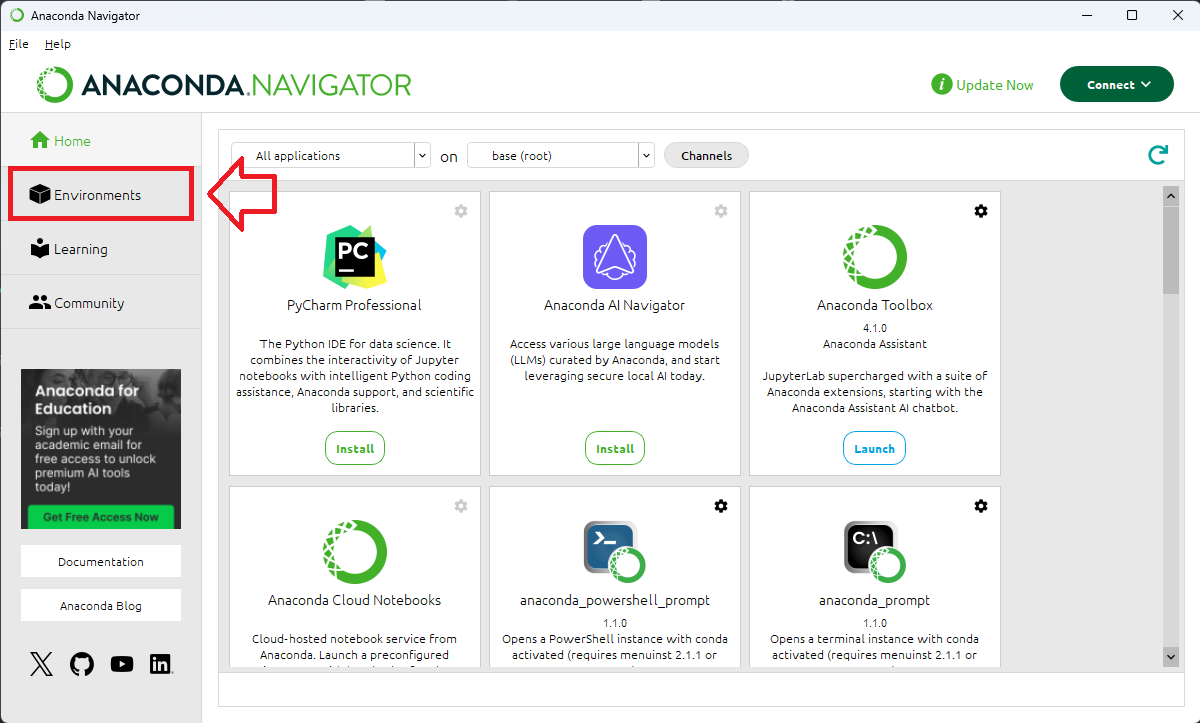 Anaconda Navigator
File Help
ANACONDA.NAVIGATOR
i Update Now
Connect
Home
Environments
Learning
Community
Anaconda for
Education
Sign up with your
academic email for
free access to unlock
premium AI tools
today!
Get Free Access Now
Documentation
Anaconda Blog
All applications on base (root) Channels
PC
PyCharm Professional
The Python IDE for data science. It
combines the interactivity of Jupyter
notebooks with intelligent Python coding
assistance, Anaconda support, and scientific
libraries.
Install
Anaconda AI Navigator
Access various large language models
(LLMs) curated by Anaconda, and start
leveraging secure local AI today.
Install
Anaconda Toolbox
4.1.0
Anaconda Assistant
JupyterLab supercharged with a suite of
Anaconda extensions, starting with the
Anaconda Assistant AI chatbot.
Launch
Anaconda Cloud Notebooks
Cloud-hosted notebook service from
Anaconda. Launch a preconfigured
anaconda_powershell_prompt
1.1.0
Opens a PowerShell instance with conda
activated (requires menuinst 2.1.1 or
C:\
anaconda_prompt
1.1.0
Opens a terminal instance with conda
activated (requires menuinst 2.1.1 or